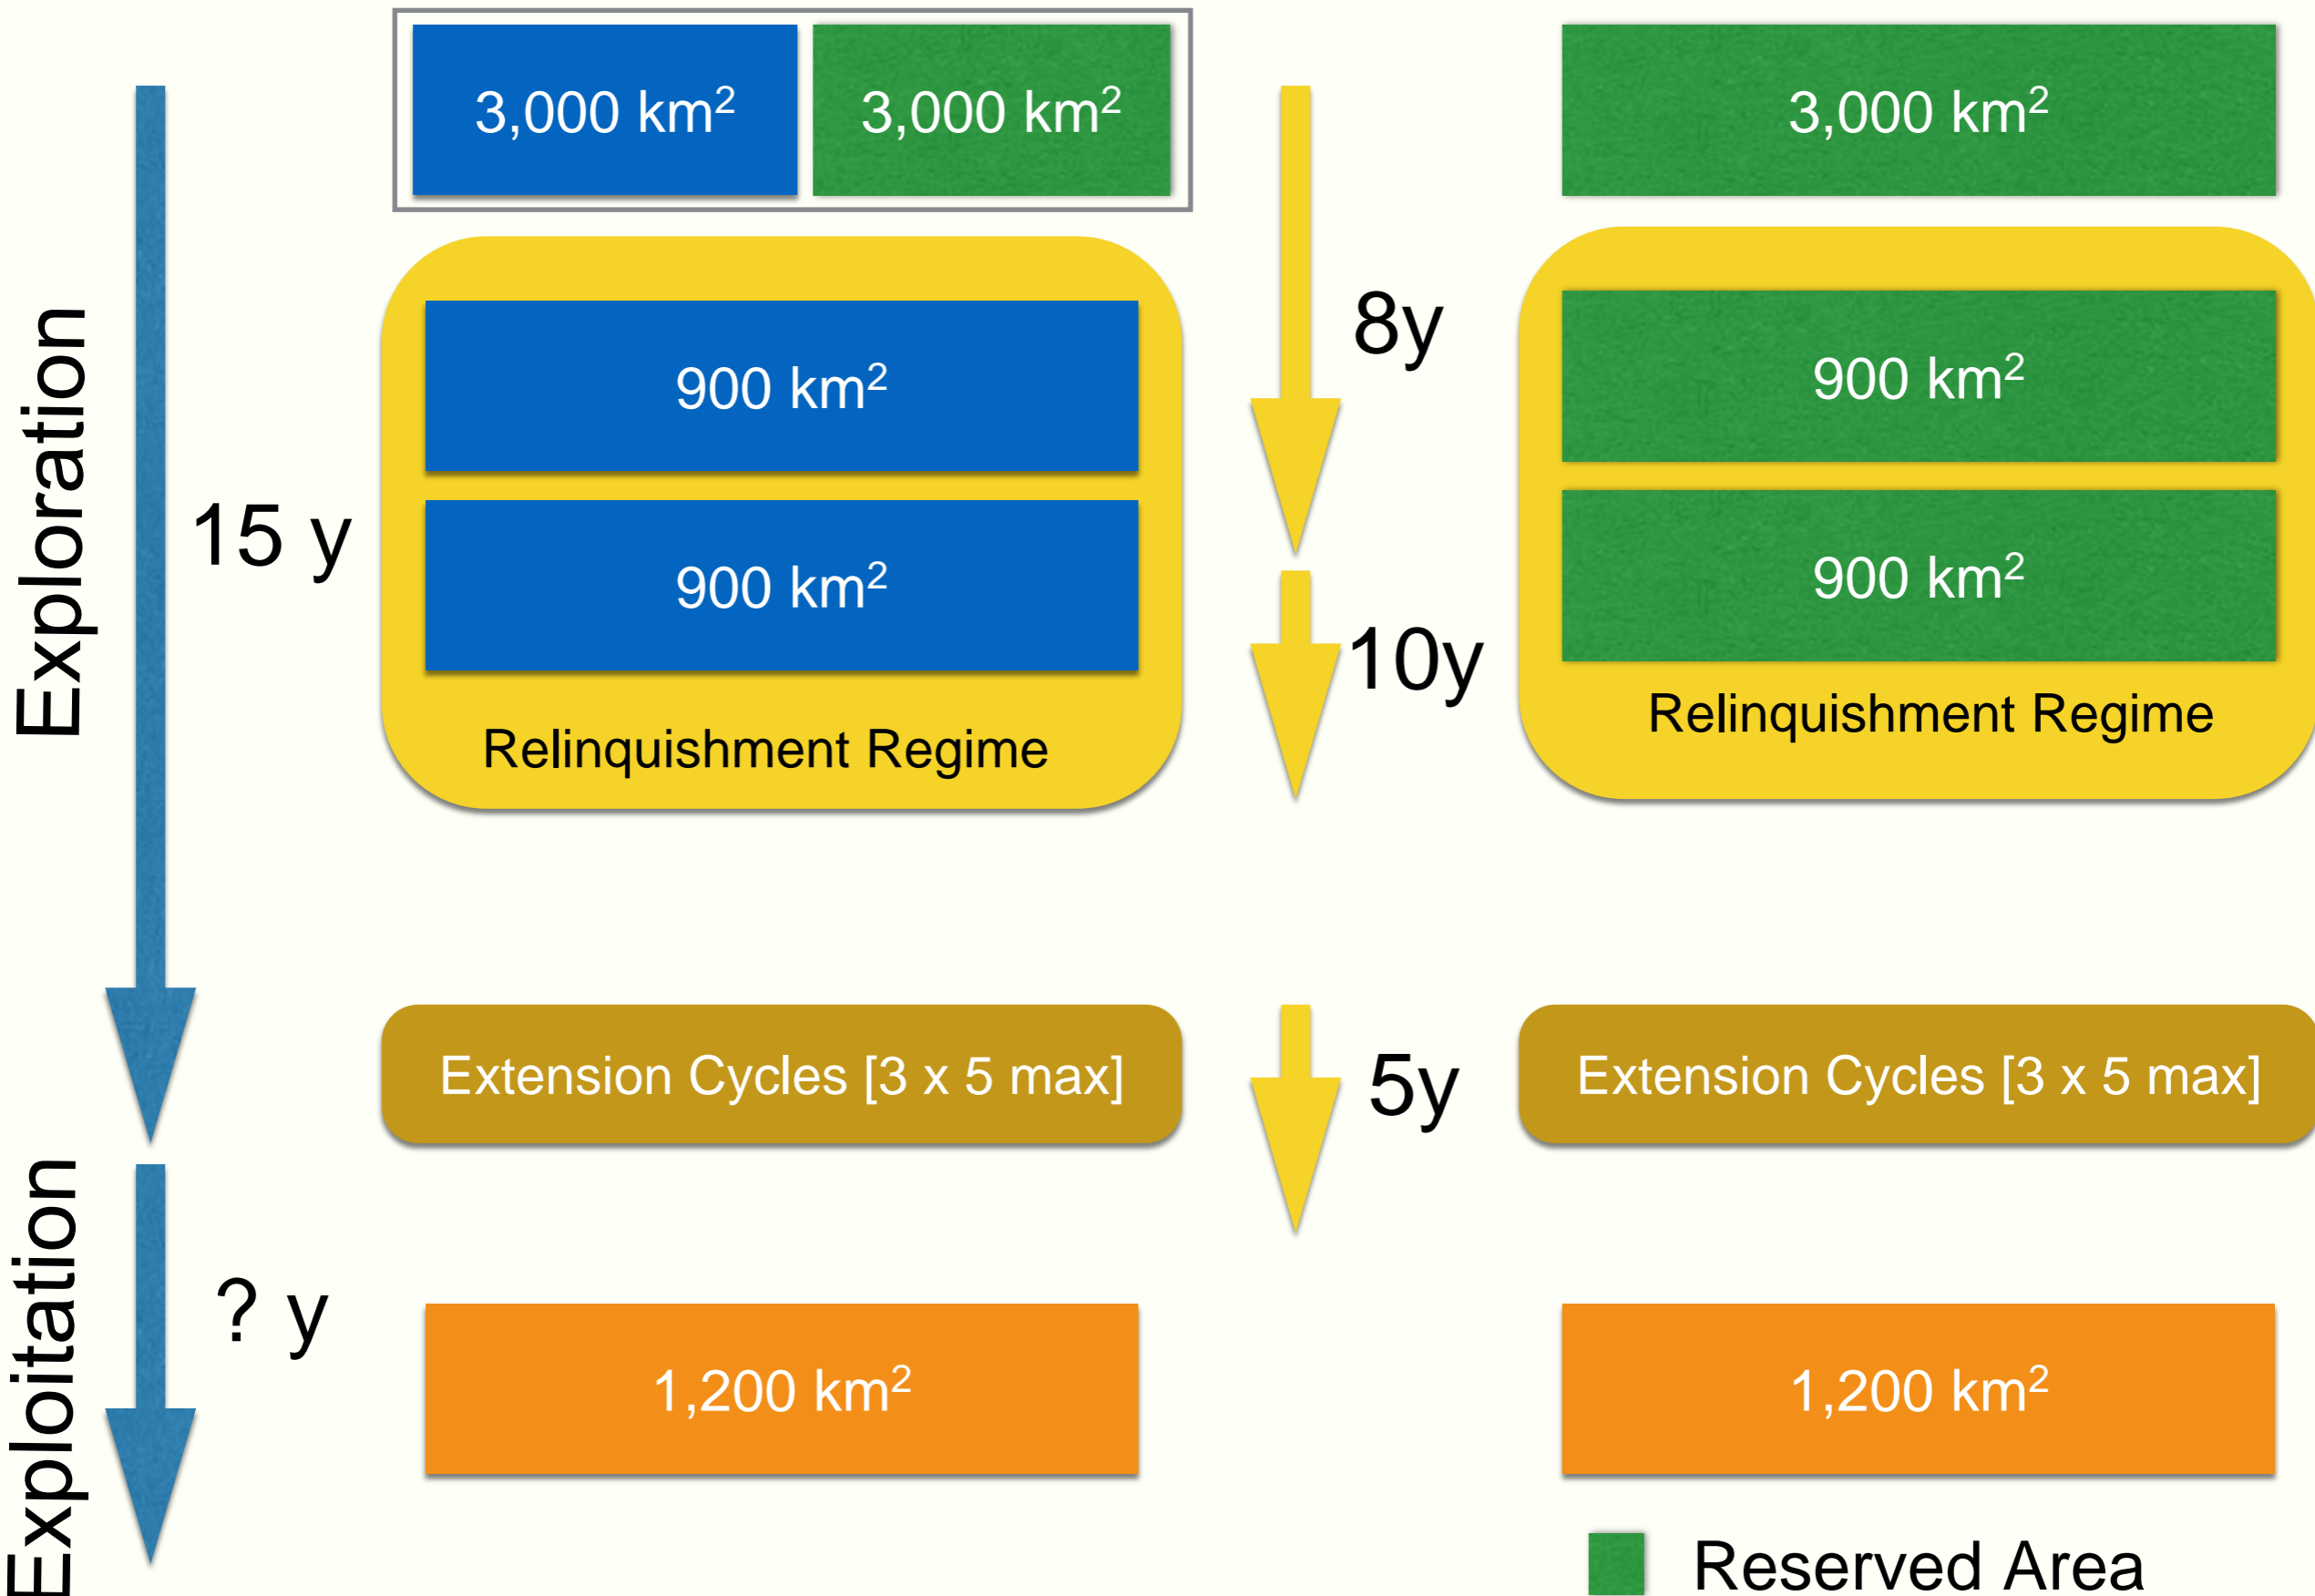 3,000 km²
3,000 km²
3,000 km²
Exploration
15 y
900 km²
900 km²
Relinquishment Regime
8y
10y
900 km²
900 km²
Relinquishment Regime
Extension Cycles [3 x 5 max]
5y
Extension Cycles [3 x 5 max]
Exploitation
? y
1,200 km²
1,200 km²
Reserved Area